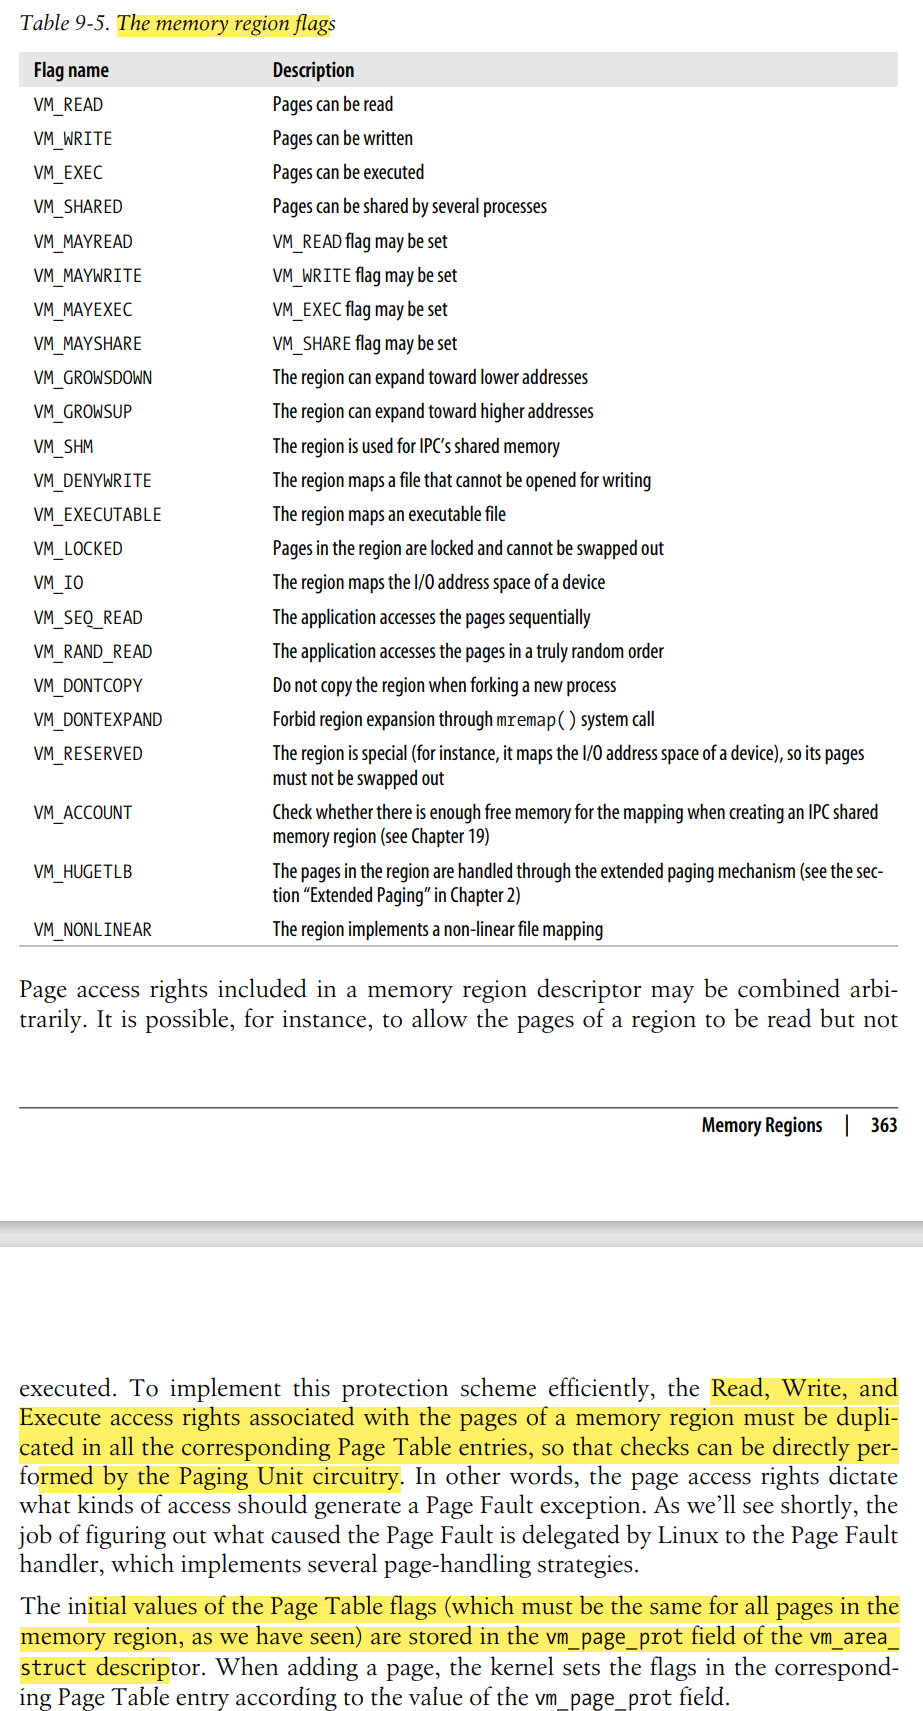 Table 9-5. The memory region flags
Flag name Description
VM_READ Pages can be read
VM_WRITE Pages can be written
VM_EXEC Pages can be executed
VM_SHARED Pages can be shared by several processes
VM_MAYREAD VM_READ flag may be set
VM_MAYWRITE VM_WRITE flag may be set
VM_MAYEXEC VM_EXEC flag may be set
VM_MAYSHARE VM_SHARE flag may be set
VM_GROWSDOWN The region can expand toward lower addresses
VM_GROWSUP The region can expand toward higher addresses
VM_SHM The region is used for IPC’s shared memory
VM_DENYWRITE The region maps a file that cannot be opened for writing
VM_EXECUTABLE The region maps an executable file
VM_LOCKED Pages in the region are locked and cannot be swapped out
VM_IO The region maps the I/O address space of a device
VM_SEQ_READ The application accesses the pages sequentially
VM_RAND_READ The application accesses the pages in a truly random order
VM_DONTCOPY Do not copy the region when forking a new process
VM_DONTEXPAND Forbid region expansion through mremap( ) system call
VM_RESERVED The region is special (for instance, it maps the I/O address space of a device), so its pages
must not be swapped out
VM_ACCOUNT Check whether there is enough free memory for the mapping when creating an IPC shared
memory region (see Chapter 19)
VM_HUGETLB The pages in the region are handled through the extended paging mechanism (see the sec-
tion “Extended Paging” in Chapter 2)
VM_NONLINEAR The region implements a non-linear file mapping
Page access rights included in a memory region descriptor may be combined arbi-
trarily. It is possible, for instance, to allow the pages of a region to be read but not
Memory Regions | 363
executed. To implement this protection scheme efficiently, the Read, Write, and
Execute access rights associated with the pages of a memory region must be dupli-
cated in all the corresponding Page Table entries, so that checks can be directly per-
formed by the Paging Unit circuitry. In other words, the page access rights dictate
what kinds of access should generate a Page Fault exception. As we’ll see shortly, the
job of figuring out what caused the Page Fault is delegated by Linux to the Page Fault
handler, which implements several page-handling strategies.
The initial values of the Page Table flags (which must be the same for all pages in the
memory region, as we have seen) are stored in the vm_page_prot field of the vm_area_
struct descriptor. When adding a page, the kernel sets the flags in the correspond-
ing Page Table entry according to the value of the vm_page_prot field.